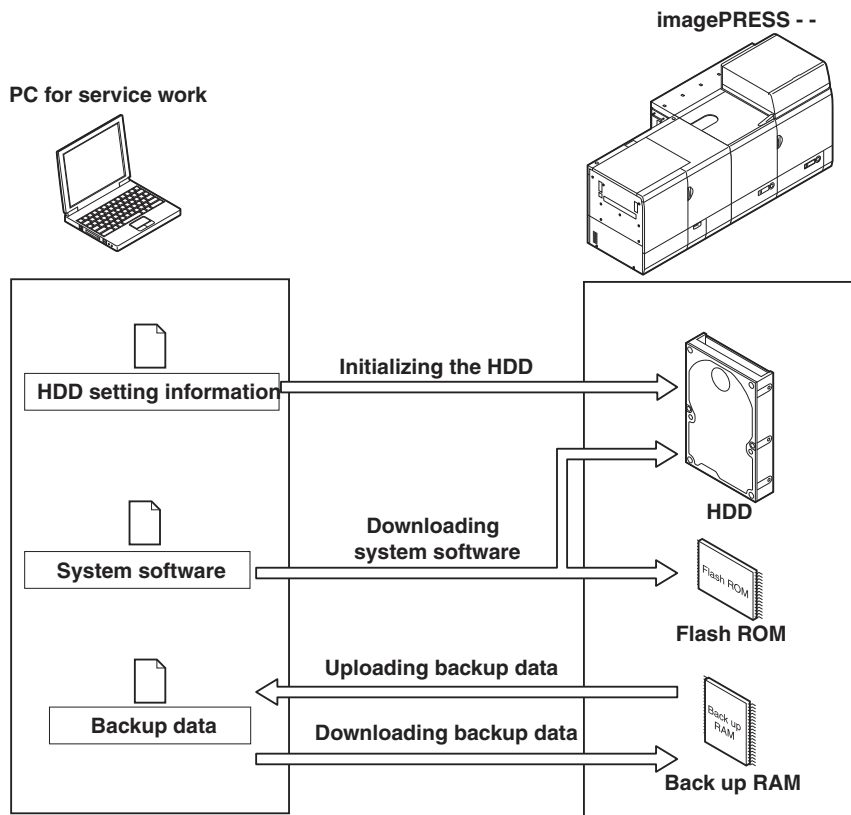 imagePRESS - -
PC for service work
HDD setting information
Initializing the HDD
HDD
Downloading
system software
System software
Flash ROM
Flash ROM
Uploading backup data
Backup data
Downloading backup data
Back up
RAM
Back up RAM